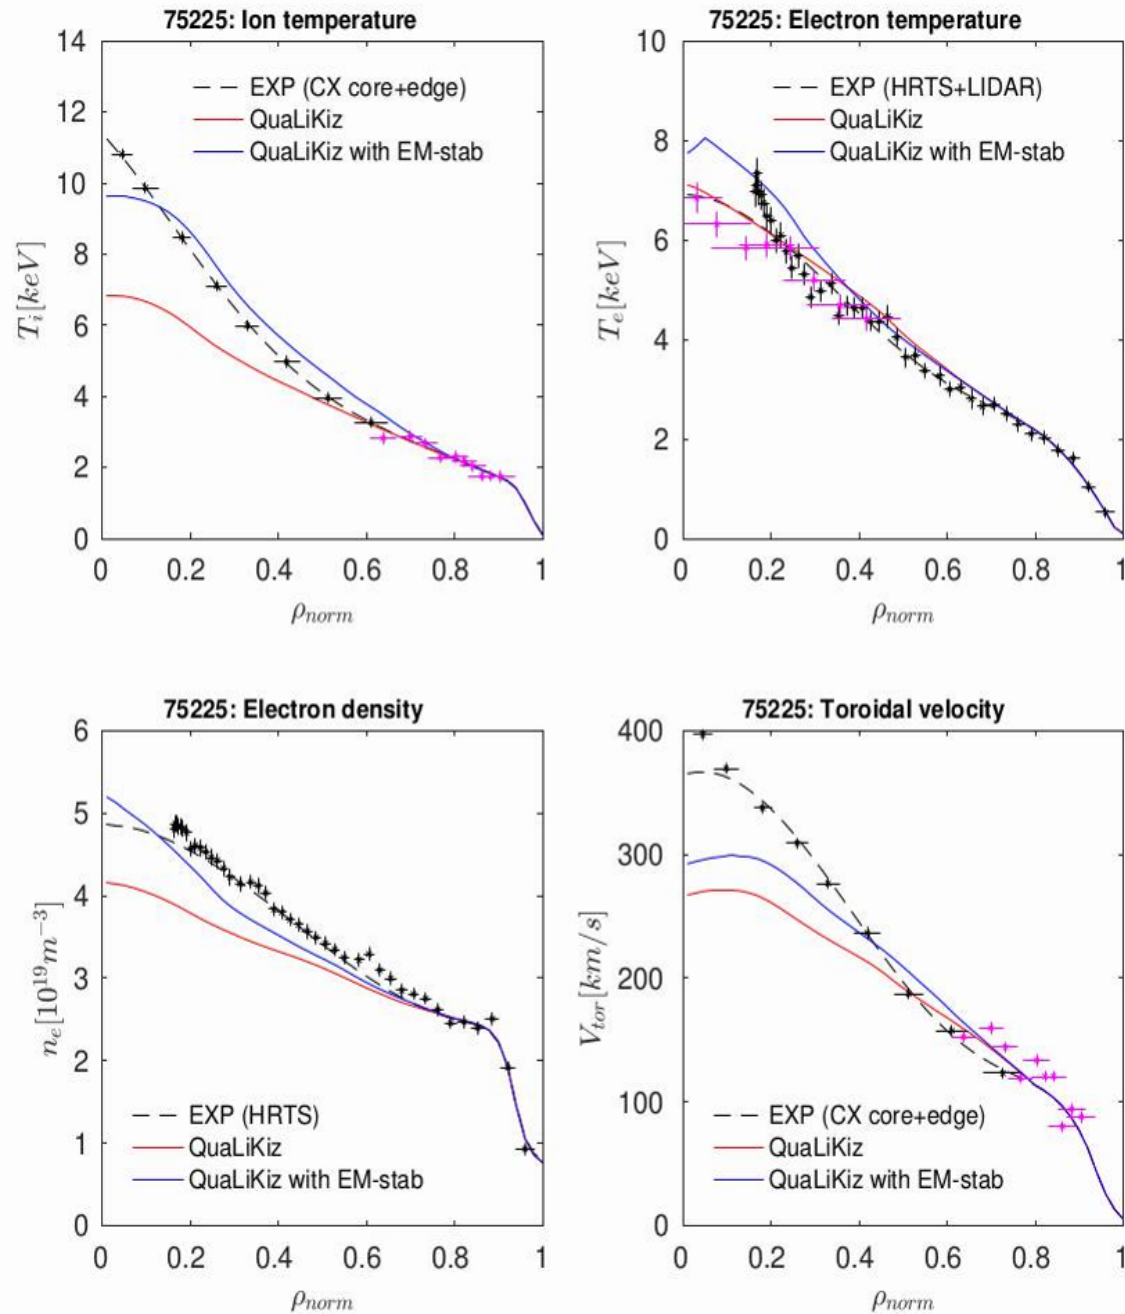 75225: Ion temperature
14
12
10
8
6
4
2
0
0
0.2
0.4
0.6
0.8
1
T_i[keV]
ρ_norm
EXP (CX core+edge)
QuaLiKiz
QuaLiKiz with EM-stab
75225: Electron temperature
10
8
6
4
2
0
0
0.2
0.4
0.6
0.8
1
T_e[keV]
ρ_norm
EXP (HRTS+LIDAR)
QuaLiKiz
QuaLiKiz with EM-stab
75225: Electron density
6
5
4
3
2
1
0
0
0.2
0.4
0.6
0.8
1
n_e[10^19 m^−3]
ρ_norm
EXP (HRTS)
QuaLiKiz
QuaLiKiz with EM-stab
75225: Toroidal velocity
400
300
200
100
0
0
0.2
0.4
0.6
0.8
1
V_tor[km/s]
ρ_norm
EXP (CX core+edge)
QuaLiKiz
QuaLiKiz with EM-stab